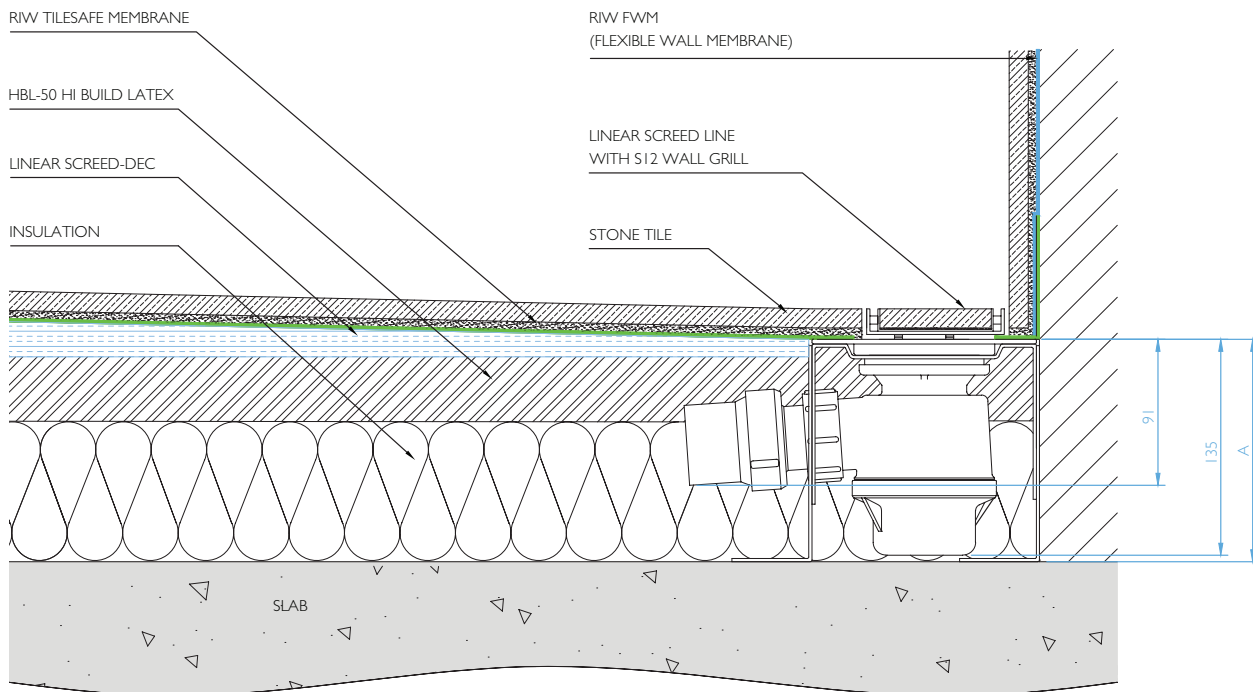 RIW TILESAFE MEMBRANE
HBL-50 HI BUILD LATEX
LINEAR SCREED-DEC
INSULATION
RIW FWM
(FLEXIBLE WALL MEMBRANE)
LINEAR SCREED LINE
WITH S12 WALL GRILL
STONE TILE
91
135
A
SLAB